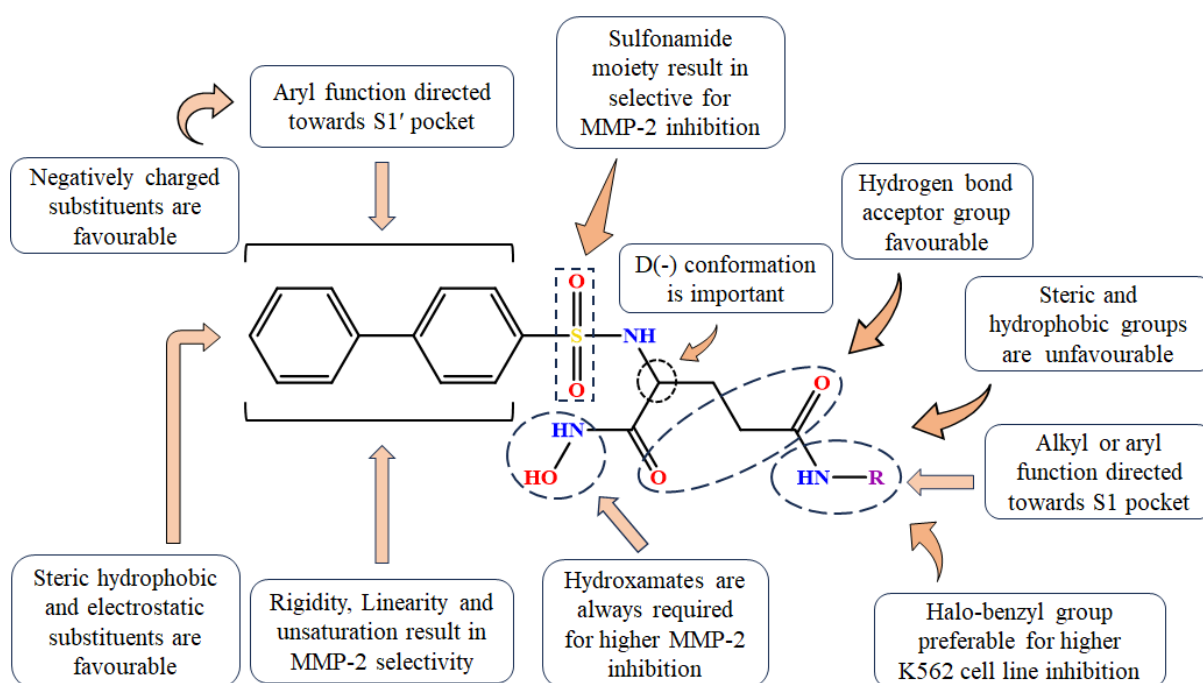 Sulfonamide
moiety result in
selective for
MMP-2 inhibition
Aryl function directed
towards S1′ pocket
Negatively charged
substituents are
favourable
Hydrogen bond
acceptor group
favourable
D(-) conformation
is important
Steric and
hydrophobic groups
are unfavourable
O
S
NH
O
O
HN
HO
O
HN
R
Alkyl or aryl
function directed
towards S1 pocket
Steric hydrophobic
and electrostatic
substituents are
favourable
Rigidity, Linearity and
unsaturation result in
MMP-2 selectivity
Hydroxamates are
always required
for higher MMP-2
inhibition
Halo-benzyl group
preferable for higher
K562 cell line inhibition